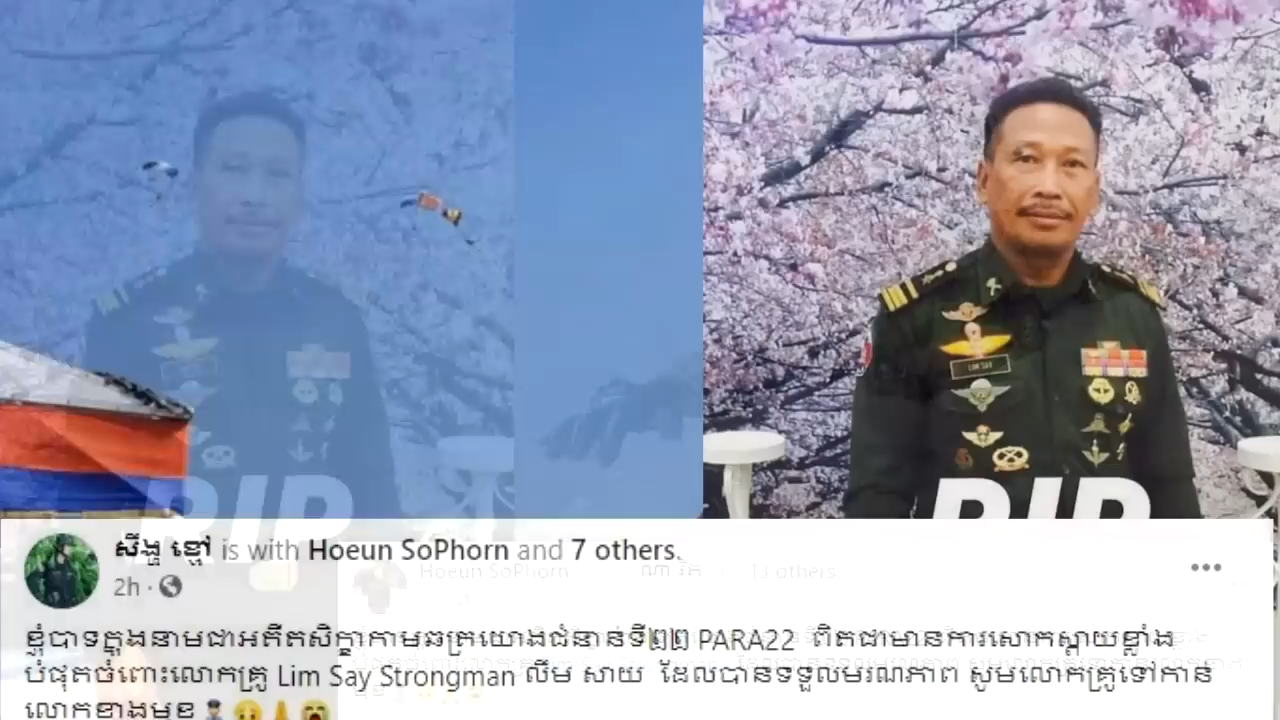 LIM SAY
RIP
RIP
សឹង្ហ ខ្មៅ is with Hoeun SoPhorn and 7 others.
2h
Hoeun SoPhorn
13 others
ខ្ញុំបាទក្នុងនាមជាអតីតសិក្ខាកាមឆត្រយោងជំនាន់ទី២២ PARA22 ពិតជាមានការសោកស្ដាយខ្លាំង
បំផុតចំពោះលោកគ្រូ Lim Say Strongman លឹម សាយ ដែលបានទទួលមរណភាព សូមលោកគ្រូទៅកាន់
លោកខាងមុខ